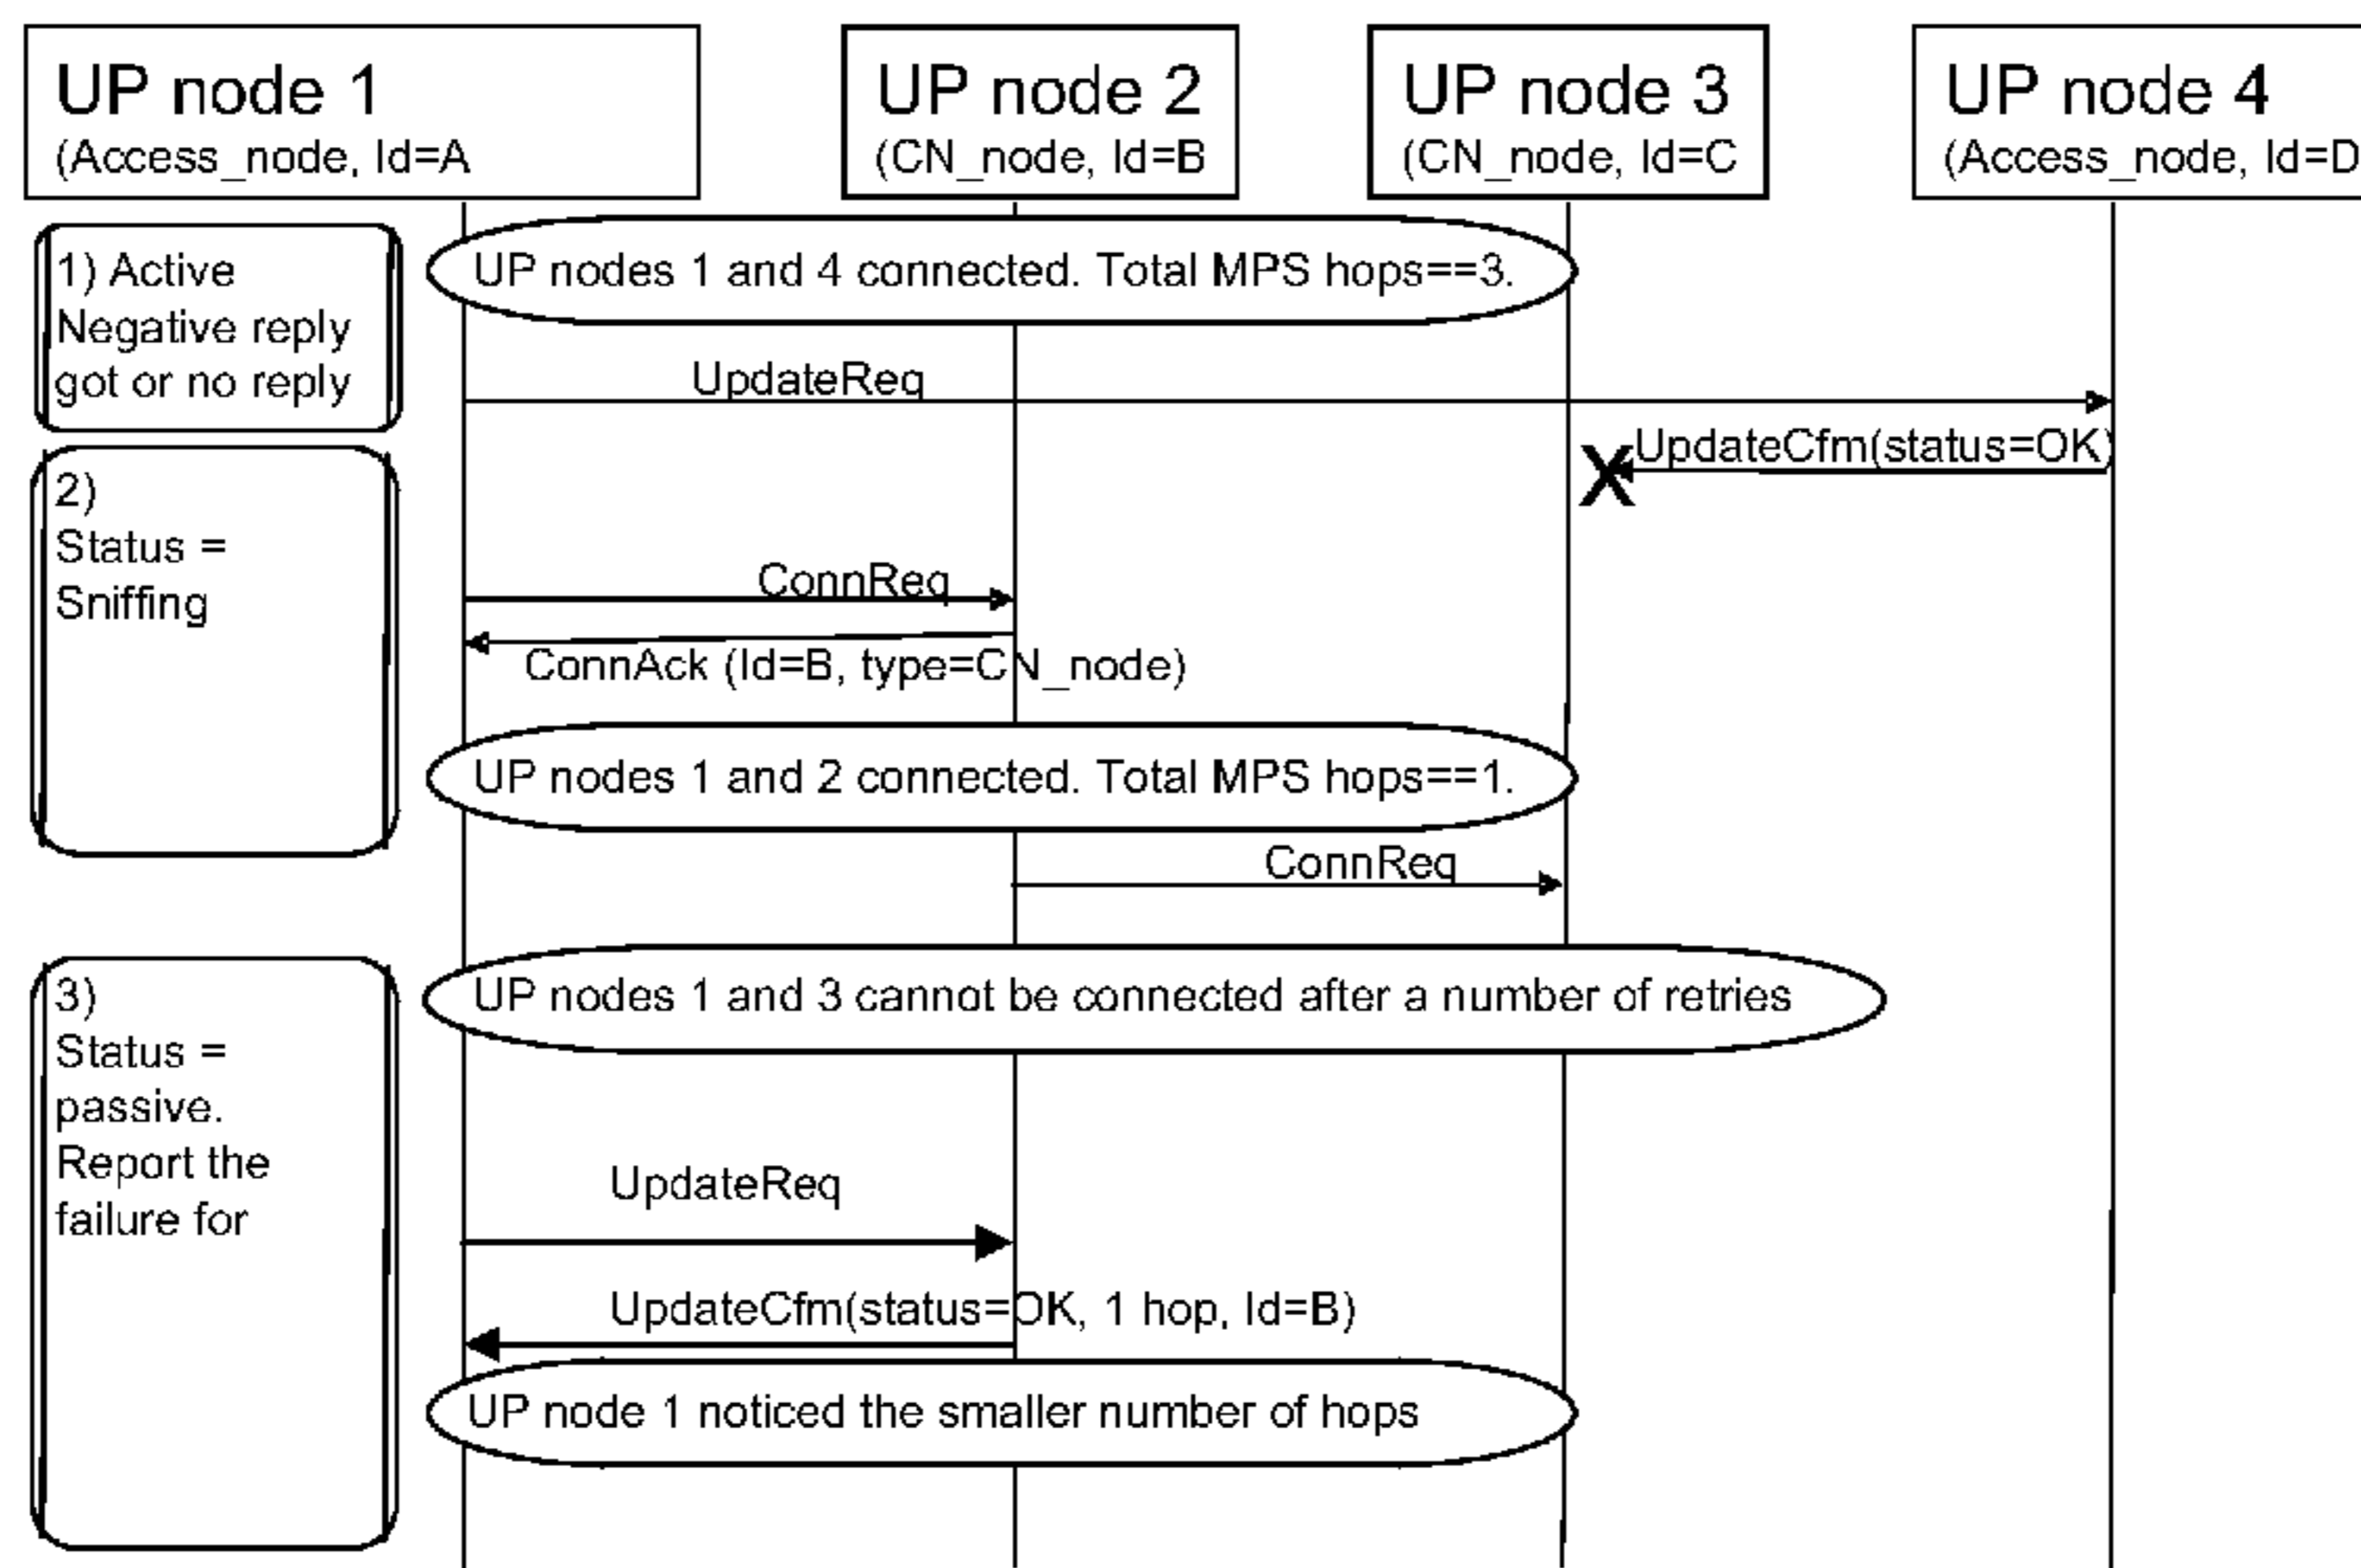 UP node 1
(Access_node, Id=A
UP node 2
(CN_node, Id=B
UP node 3
(CN_node, Id=C
UP node 4
(Access_node, Id=D
1) Active
Negative reply
got or no reply
UP nodes 1 and 4 connected. Total MPS hops==3.
UpdateReq
UpdateCfm(status=OK)
X
2)
Status =
Sniffing
ConnReq
ConnAck (Id=B, type=CN_node)
UP nodes 1 and 2 connected. Total MPS hops==1.
ConnReq
3)
Status =
passive.
Report the
failure for
UP nodes 1 and 3 cannot be connected after a number of retries
UpdateReq
UpdateCfm(status=OK, 1 hop, Id=B)
UP node 1 noticed the smaller number of hops